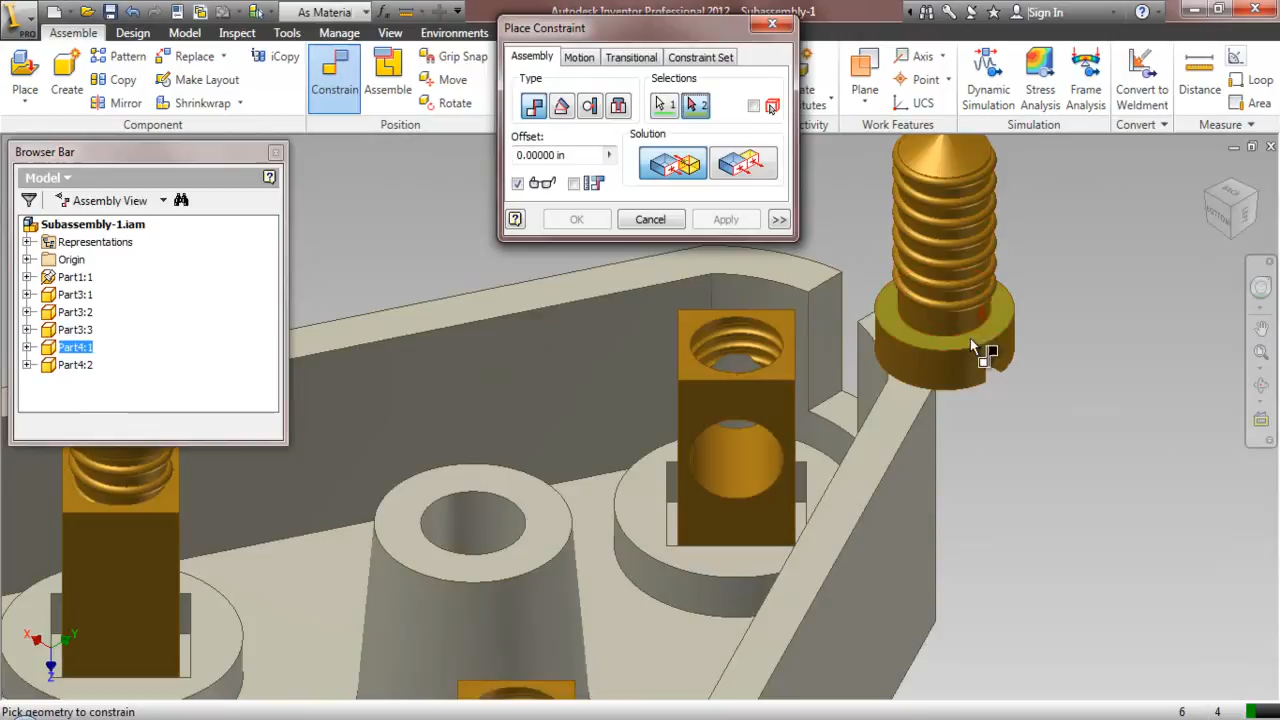 PRO
As Materia
Autodesk Inventor Professional 2012
Subassembly-1
Sign In
Assemble
Design
Model
Inspect
Tools
Manage
View
Environments
Place
Create
Pattern
Copy
Mirror
Replace
Make Layout
Shrinkwrap
iCopy
Constrain
Assemble
Grip Snap
Move
Rotate
Plane
Axis
Point
UCS
Dynamic
Simulation
Stress
Analysis
Frame
Analysis
Convert to
Weldment
Distance
Loop
Area
Component
Position
Work Features
Convert
Measure
Place Constraint
Assembly
Motion
Transitional
Constraint Set
Type
Selections
1
2
Offset:
0.00000 in
Solution
OK
Cancel
Apply
>>
Browser Bar
Model
Assembly View
Subassembly-1.iam
Representations
Origin
Part1:1
Part3:1
Part3:2
Part3:3
Part4:1
Part4:2
BACK
BOTTOM
X
Y
Z
Pick geometry to constrain
6
4